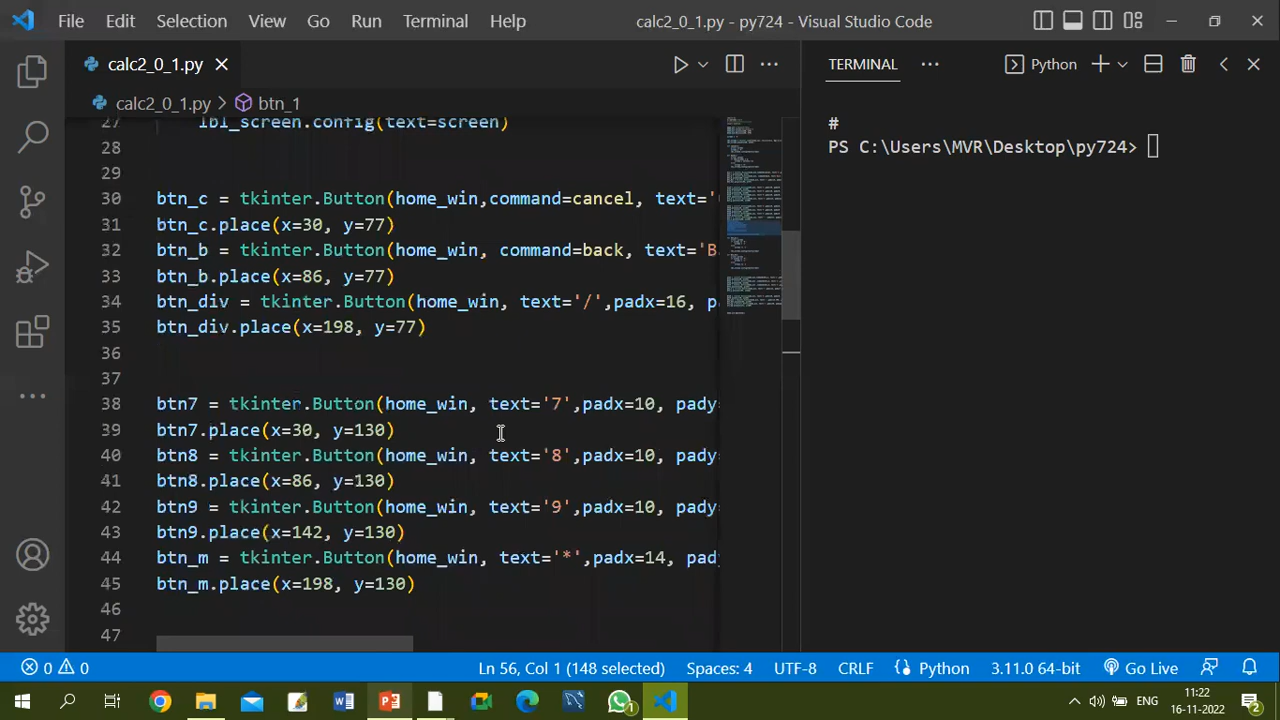 File Edit Selection View Go Run Terminal Help calc2_0_1.py - py724 - Visual Studio Code
calc2_0_1.py
TERMINAL ··· Python
calc2_0_1.py > btn_1
27 lbl_screen.config(text=screen)
28
29
30 btn_c = tkinter.Button(home_win,command=cancel, text='
31 btn_c.place(x=30, y=77)
32 btn_b = tkinter.Button(home_win, command=back, text='B
33 btn_b.place(x=86, y=77)
34 btn_div = tkinter.Button(home_win, text='/',padx=16, p
35 btn_div.place(x=198, y=77)
36
37
38 btn7 = tkinter.Button(home_win, text='7',padx=10, pady
39 btn7.place(x=30, y=130)
40 btn8 = tkinter.Button(home_win, text='8',padx=10, pady
41 btn8.place(x=86, y=130)
42 btn9 = tkinter.Button(home_win, text='9',padx=10, pady
43 btn9.place(x=142, y=130)
44 btn_m = tkinter.Button(home_win, text='*',padx=14, pad
45 btn_m.place(x=198, y=130)
46
47
#
PS C:\Users\MVR\Desktop\py724>
0 0 Ln 56, Col 1 (148 selected) Spaces: 4 UTF-8 CRLF Python 3.11.0 64-bit Go Live
ENG 11:22
16-11-2022 2
1